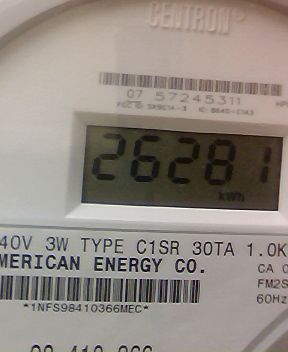 CENTRON®
07 57245311
26281
kWh
40V 3W TYPE C1SR 30TA 1.0K
MERICAN ENERGY CO.
CA 0
FM2S
60Hz
*1NFS98410366MEC*